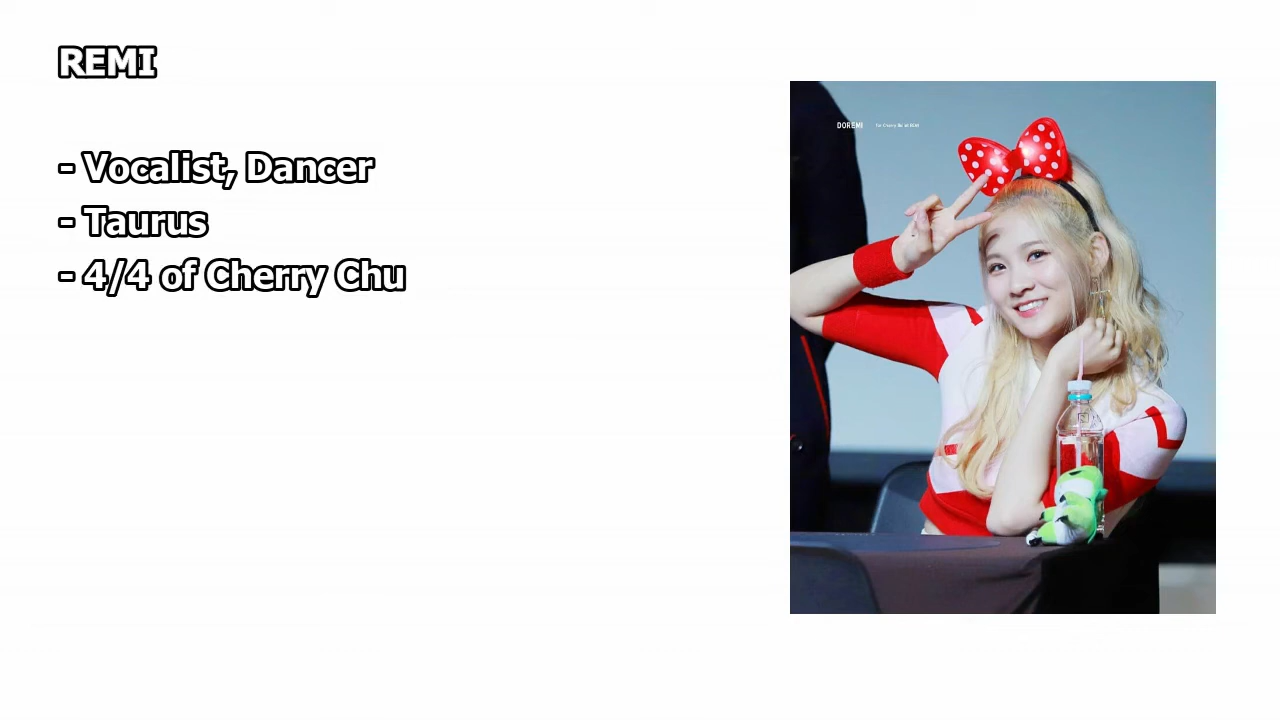 REMI
- Vocalist, Dancer
- Taurus
- 4/4 of Cherry Chu
DOREMI